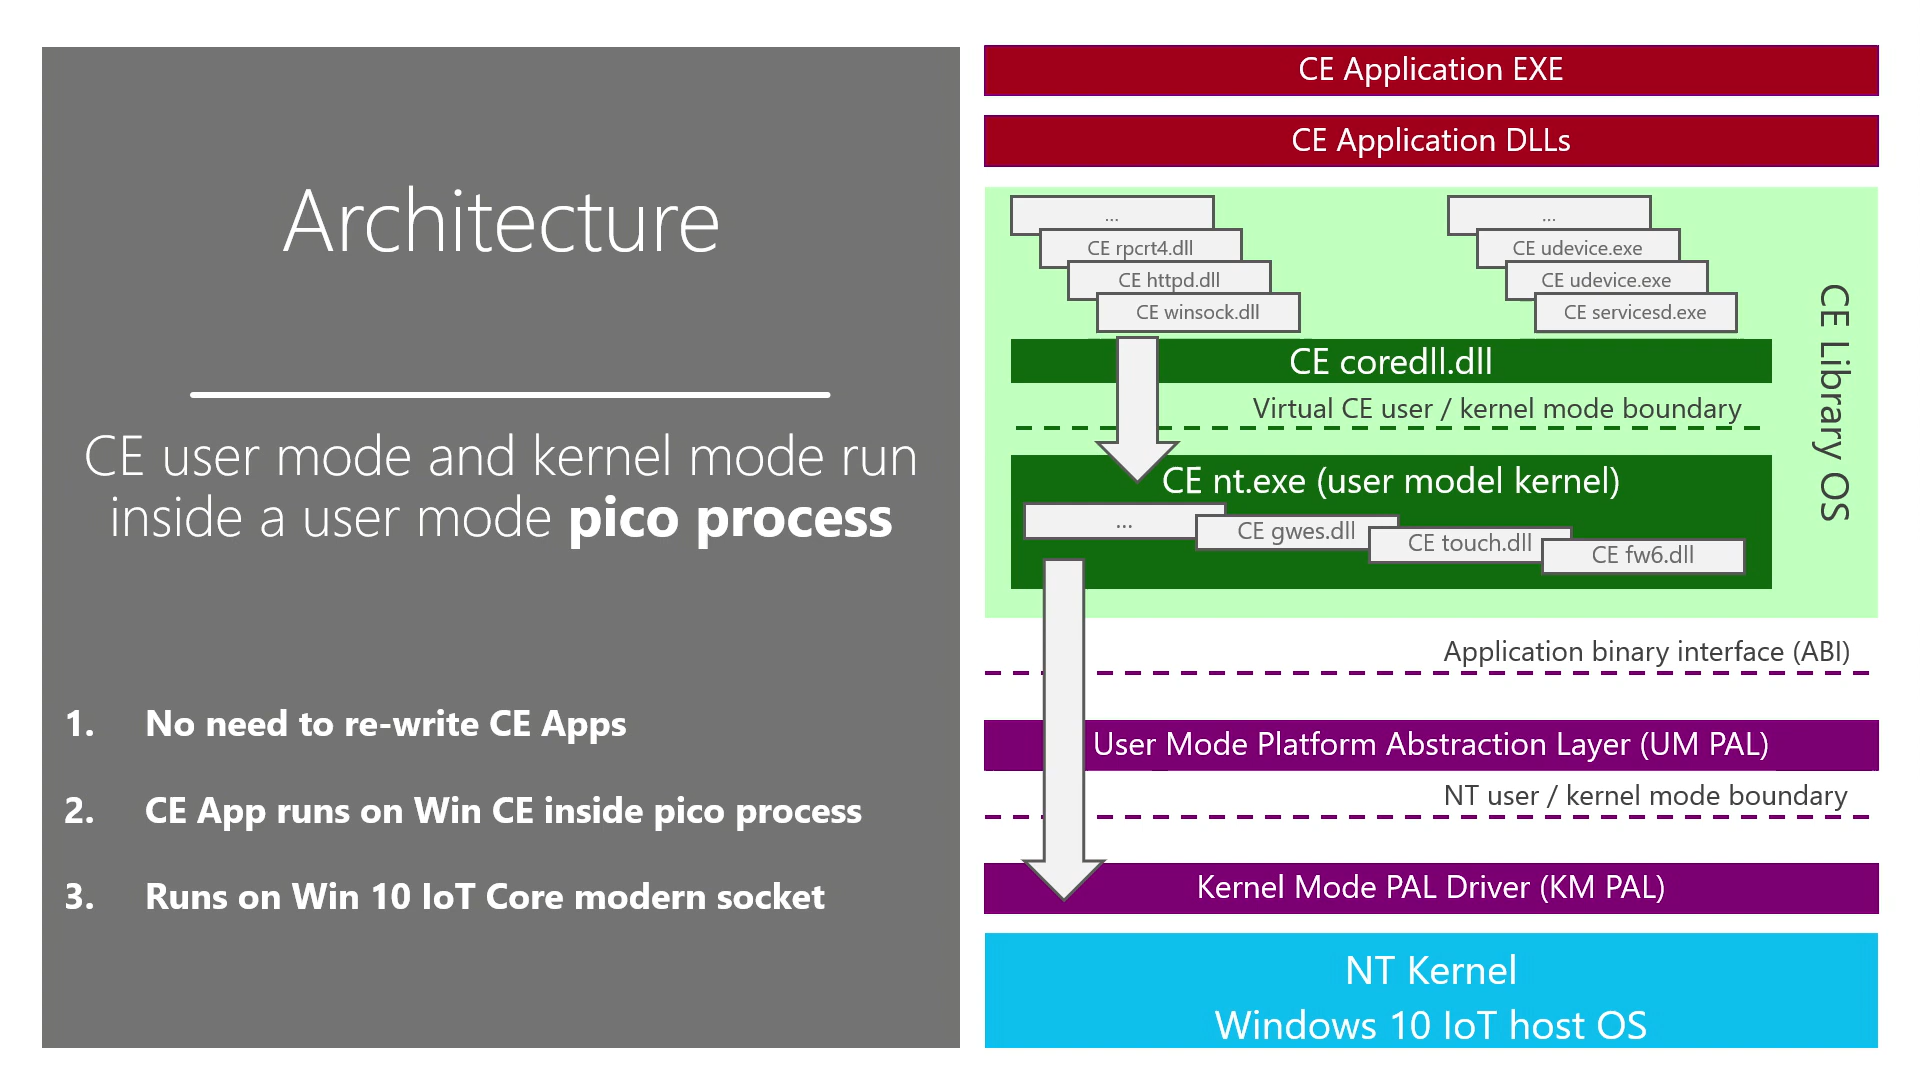 Architecture
CE user mode and kernel mode run
inside a user mode pico process
1. No need to re-write CE Apps
2. CE App runs on Win CE inside pico process
3. Runs on Win 10 IoT Core modern socket
CE Application EXE
CE Application DLLs
...
CE rpcrt4.dll
CE httpd.dll
CE winsock.dll
...
CE udevice.exe
CE udevice.exe
CE servicesd.exe
CE Library OS
CE coredll.dll
Virtual CE user / kernel mode boundary
CE nt.exe (user model kernel)
...
CE gwes.dll
CE touch.dll
CE fw6.dll
Application binary interface (ABI)
User Mode Platform Abstraction Layer (UM PAL)
NT user / kernel mode boundary
Kernel Mode PAL Driver (KM PAL)
NT Kernel
Windows 10 IoT host OS